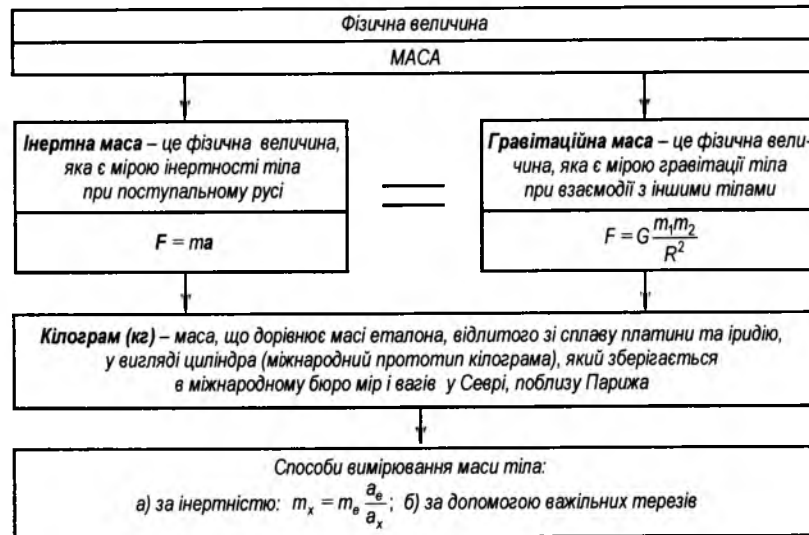 Фізична величина
МАСА
Інертна маса – це фізична величина,
яка є мірою інертності тіла
при поступальному русі
F = ma
Гравітаційна маса – це фізична вели-
чина, яка є мірою гравітації тіла
при взаємодії з іншими тілами
F = G m₁m₂ / R²
Кілограм (кг) – маса, що дорівнює масі еталона, відлитого зі сплаву платини та іридію,
у вигляді циліндра (міжнародний прототип кілограма), який зберігається
в міжнародному бюро мір і вагів у Севрі, поблизу Парижа
Способи вимірювання маси тіла:
а) за інертністю: mₓ = mₑ aₑ / aₓ; б) за допомогою важільних терезів